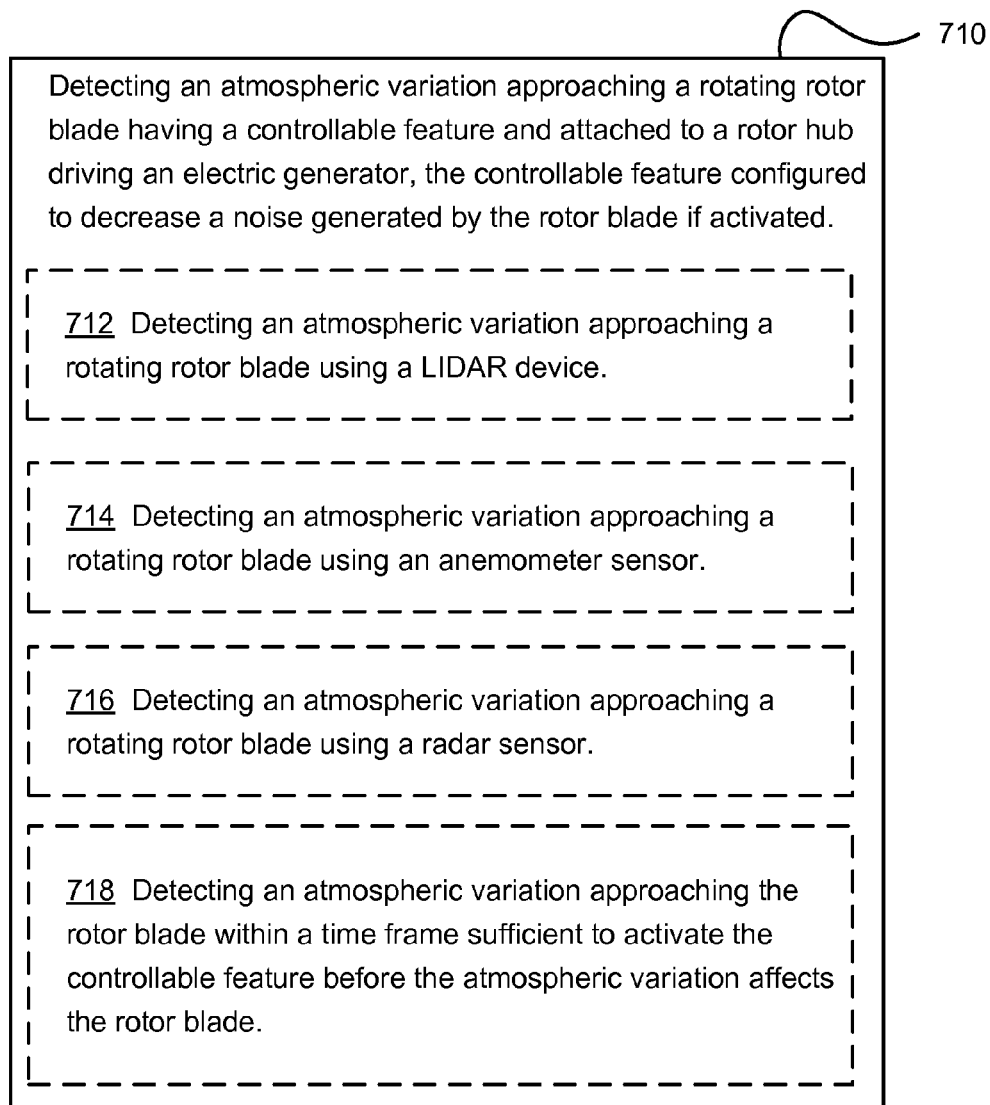 710
Detecting an atmospheric variation approaching a rotating rotor
blade having a controllable feature and attached to a rotor hub
driving an electric generator, the controllable feature configured
to decrease a noise generated by the rotor blade if activated.
712 Detecting an atmospheric variation approaching a
rotating rotor blade using a LIDAR device.
714 Detecting an atmospheric variation approaching a
rotating rotor blade using an anemometer sensor.
716 Detecting an atmospheric variation approaching a
rotating rotor blade using a radar sensor.
718 Detecting an atmospheric variation approaching the
rotor blade within a time frame sufficient to activate the
controllable feature before the atmospheric variation affects
the rotor blade.